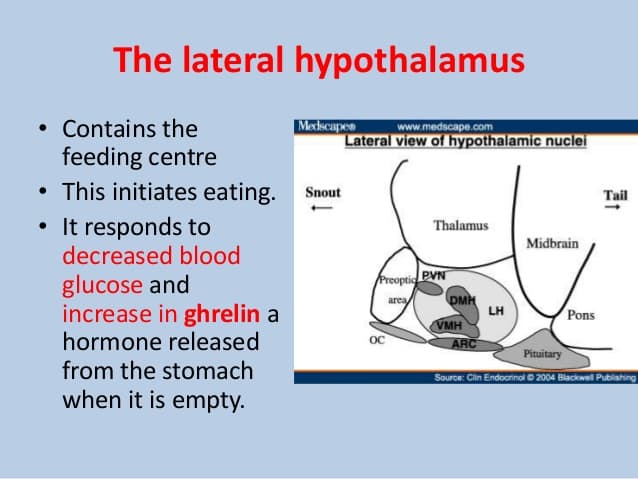 The lateral hypothalamus
• Contains the
feeding centre
• This initiates eating.
• It responds to
decreased blood
glucose and
increase in ghrelin a
hormone released
from the stomach
when it is empty.
Medscape® www.medscape.com
Lateral view of hypothalamic nuclei
Snout
Tail
Thalamus
Midbrain
Preoptic
area
PVN
DMH
LH
VMH
Pons
OC
ARC
Pituitary
Source: Clin Endocrinol © 2004 Blackwell Publishing